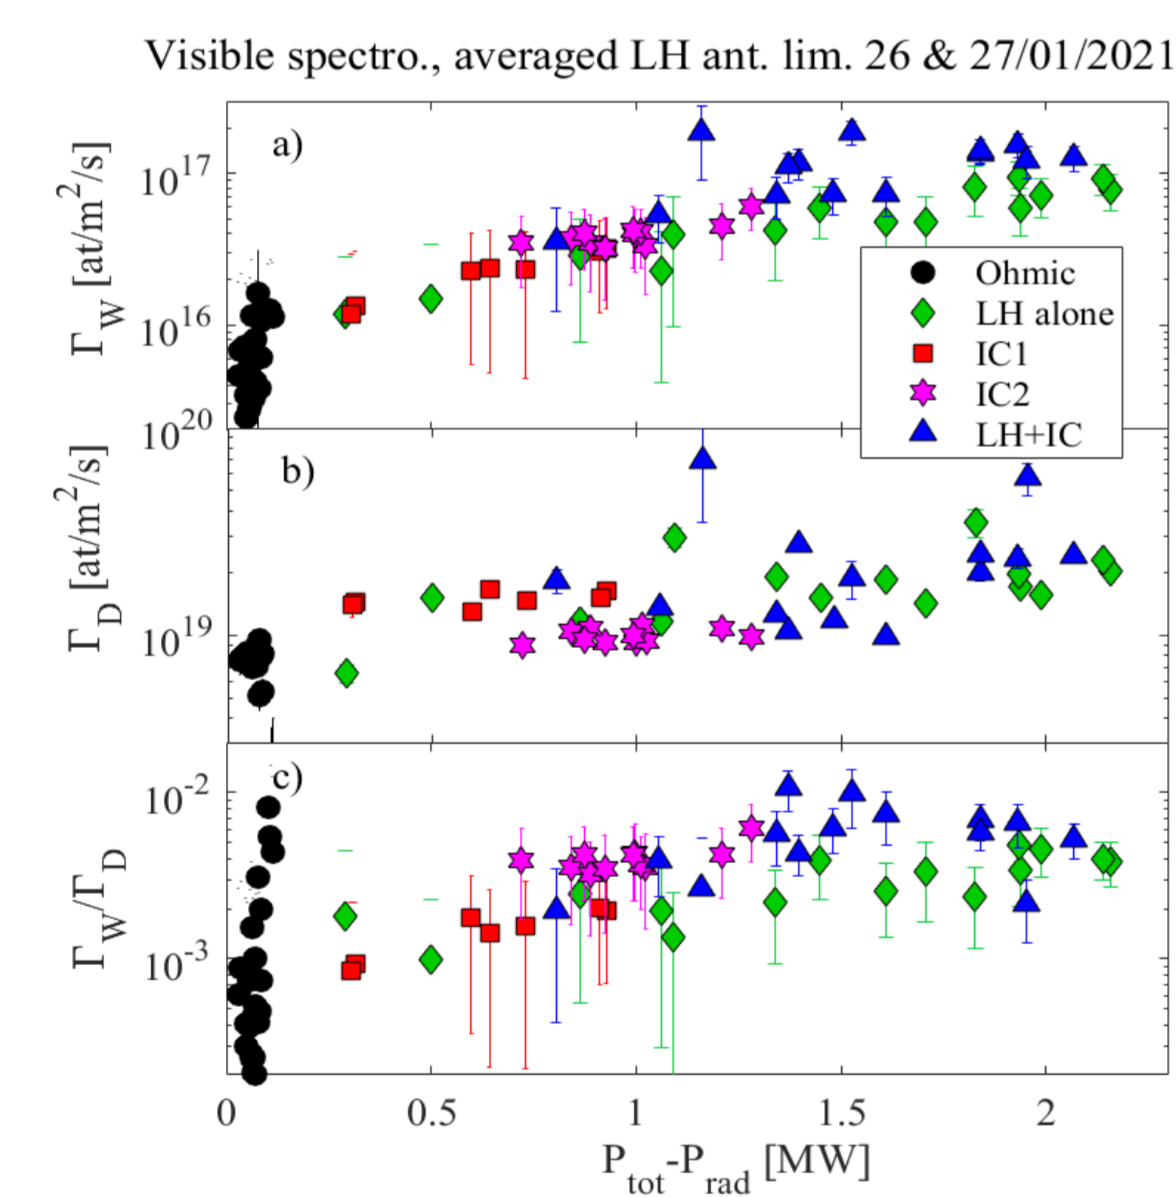 Visible spectro., averaged LH ant. lim. 26 & 27/01/2021
a)
Γ_W [at/m^2/s]
10^17
10^16
Ohmic
LH alone
IC1
IC2
LH+IC
b)
Γ_D [at/m^2/s]
10^20
10^19
c)
Γ_W/Γ_D
10^-2
10^-3
0 0.5 1 1.5 2
P_tot-P_rad [MW]